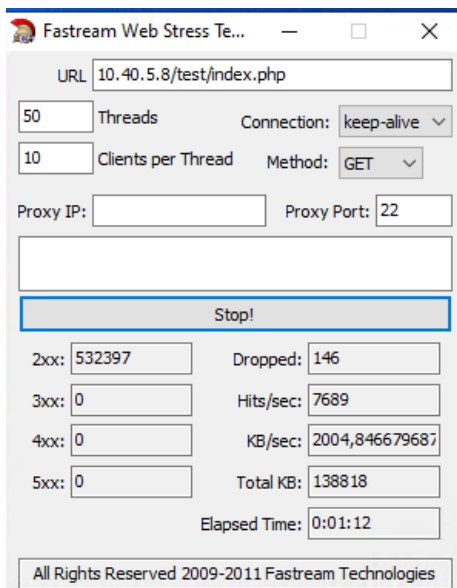 Fastream Web Stress Te...
URL 10.40.5.8/test/index.php
50 Threads Connection: keep-alive
10 Clients per Thread Method: GET
Proxy IP: Proxy Port: 22
Stop!
2xx: 532397 Dropped: 146
3xx: 0 Hits/sec: 7689
4xx: 0 KB/sec: 2004,846679687
5xx: 0 Total KB: 138818
Elapsed Time: 0:01:12
All Rights Reserved 2009-2011 Fastream Technologies